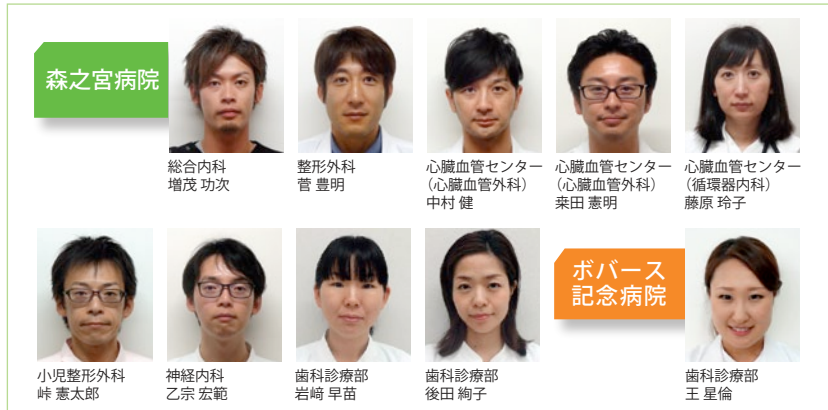 森之宮病院
総合内科
増茂 功次
整形外科
菅 豊明
心臓血管センター
（心臓血管外科）
中村 健
心臓血管センター
（心臓血管外科）
桒田 憲明
心臓血管センター
（循環器内科）
藤原 玲子
小児整形外科
峠 憲太郎
神経内科
乙宗 宏範
歯科診療部
岩﨑 早苗
歯科診療部
後田 絢子
ボバース
記念病院
歯科診療部
王 星倫